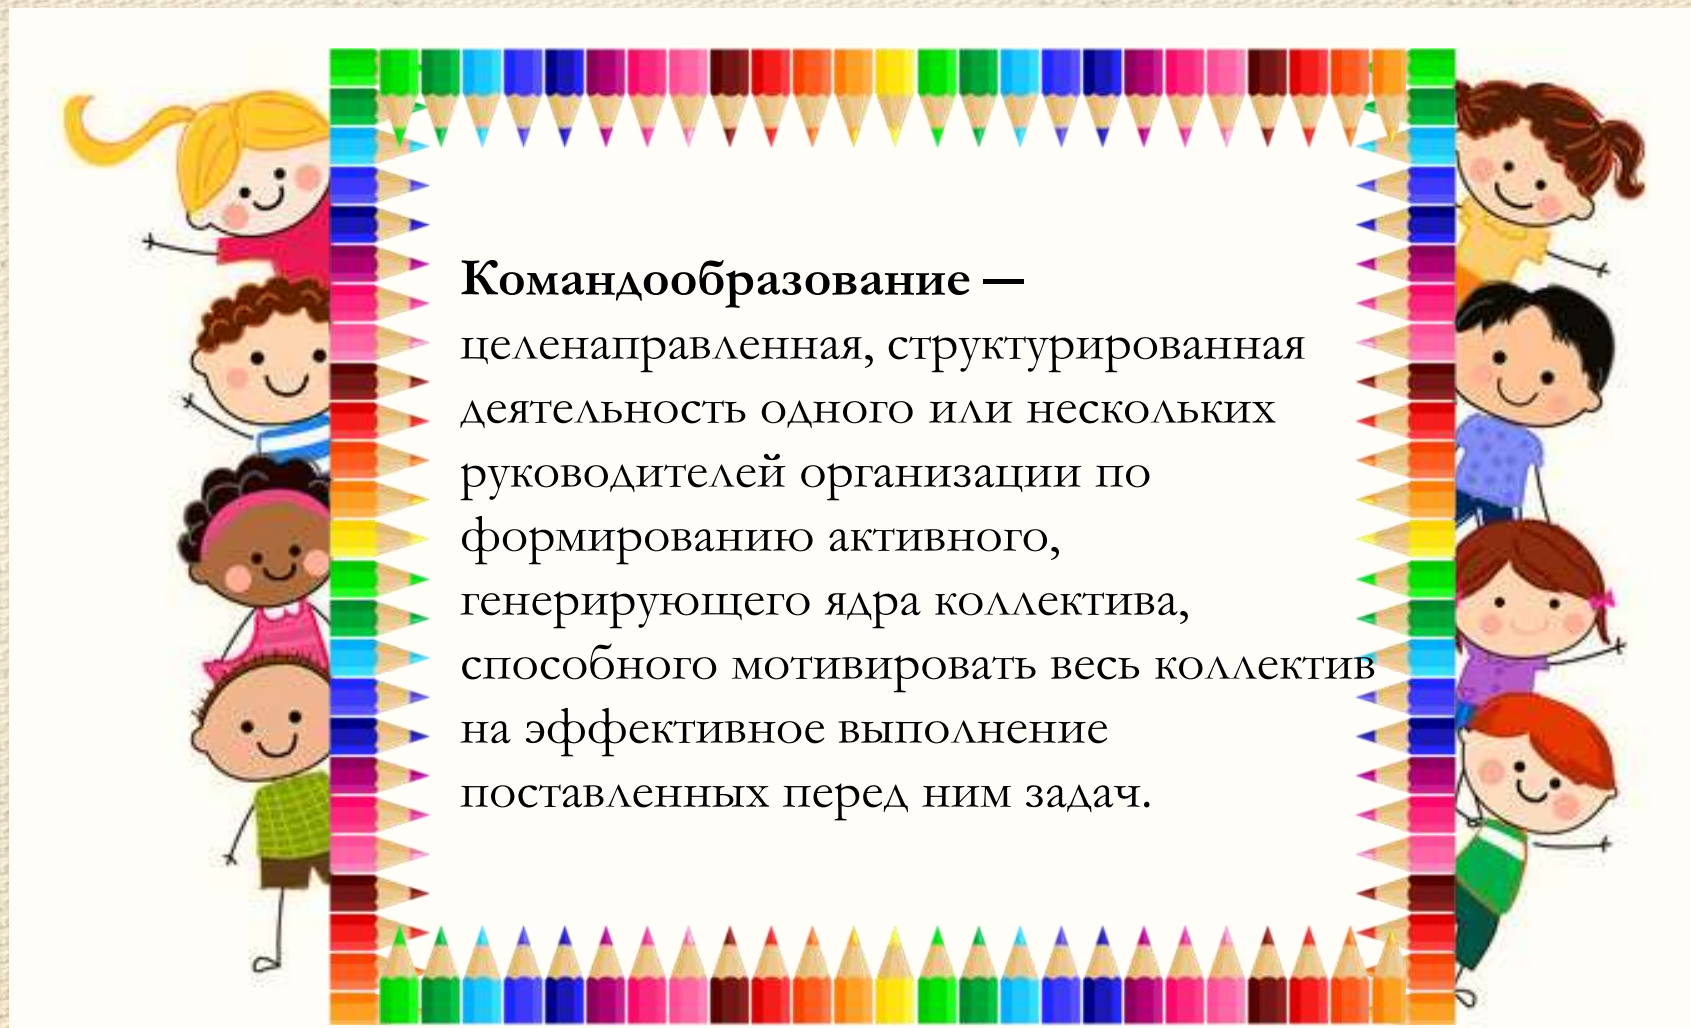 Командообразование —
целенаправленная, структурированная
деятельность одного или нескольких
руководителей организации по
формированию активного,
генерирующего ядра коллектива,
способного мотивировать весь коллектив
на эффективное выполнение
поставленных перед ним задач.